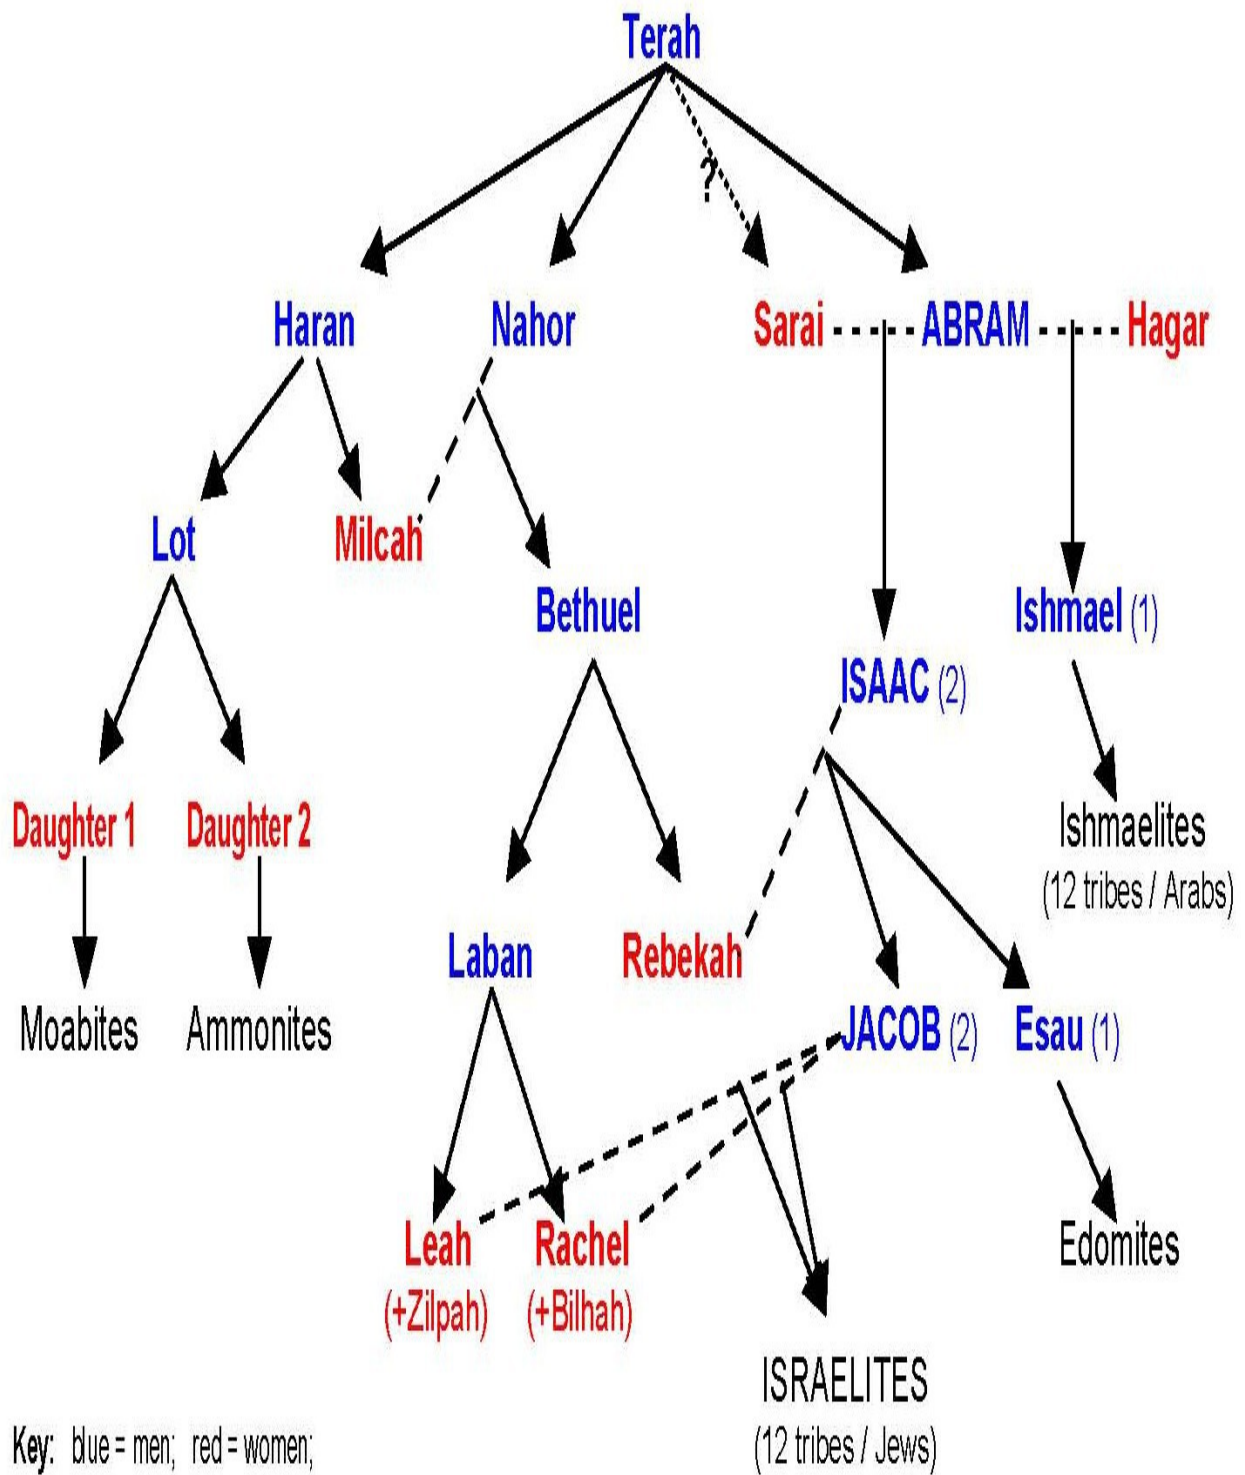 Terah
?
Haran Nahor Sarai ABRAM Hagar
Lot Milcah
Bethuel Ishmael (1)
ISAAC (2)
Daughter 1 Daughter 2 Ishmaelites
(12 tribes / Arabs)
Laban Rebekah
Moabites Ammonites JACOB (2) Esau (1)
Leah Rachel Edomites
(+Zilpah) (+Bilhah)
ISRAELITES
(12 tribes / Jews)
Key: blue = men; red = women;